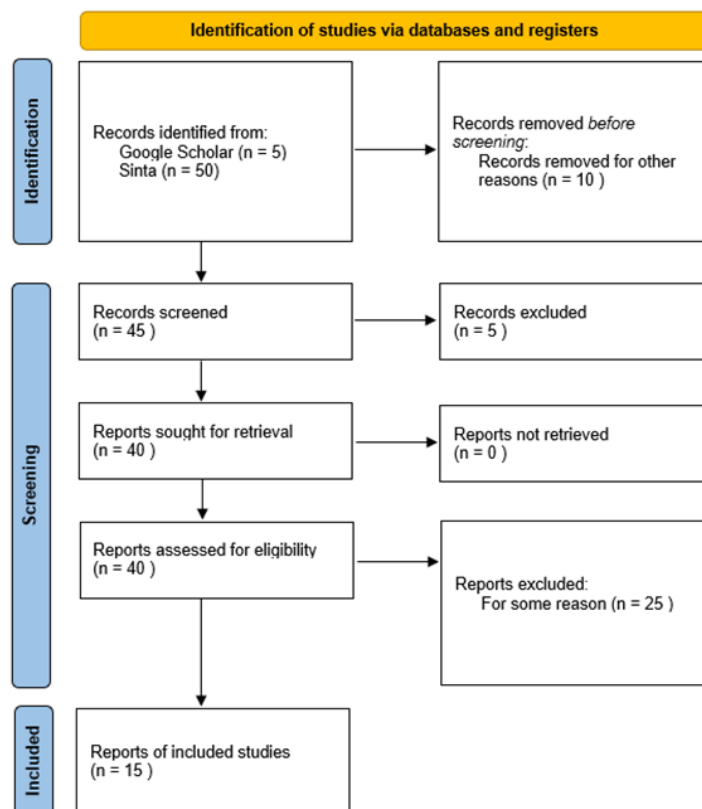 Identification of studies via databases and registers
Identification
Records identified from:
Google Scholar (n = 5)
Sinta (n = 50)
Records removed before
screening:
Records removed for other
reasons (n = 10 )
Screening
Records screened
(n = 45 )
Records excluded
(n = 5 )
Reports sought for retrieval
(n = 40 )
Reports not retrieved
(n = 0 )
Reports assessed for eligibility
(n = 40 )
Reports excluded:
For some reason (n = 25 )
Included
Reports of included studies
(n = 15 )